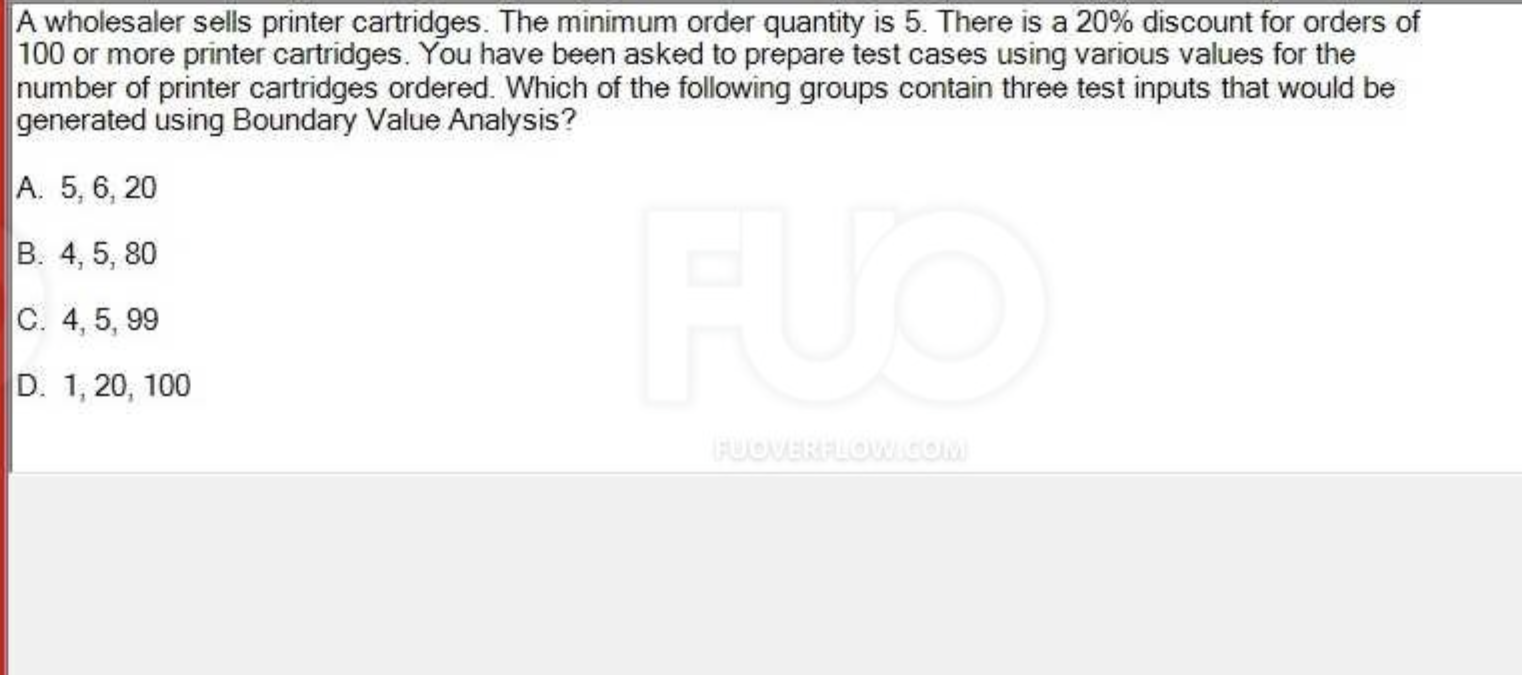 A wholesaler sells printer cartridges. The minimum order quantity is 5. There is a 20% discount for orders of
100 or more printer cartridges. You have been asked to prepare test cases using various values for the
number of printer cartridges ordered. Which of the following groups contain three test inputs that would be
generated using Boundary Value Analysis?
A. 5, 6, 20
B. 4, 5, 80
C. 4, 5, 99
D. 1, 20, 100
FUO
FUOVERFLOW.COM